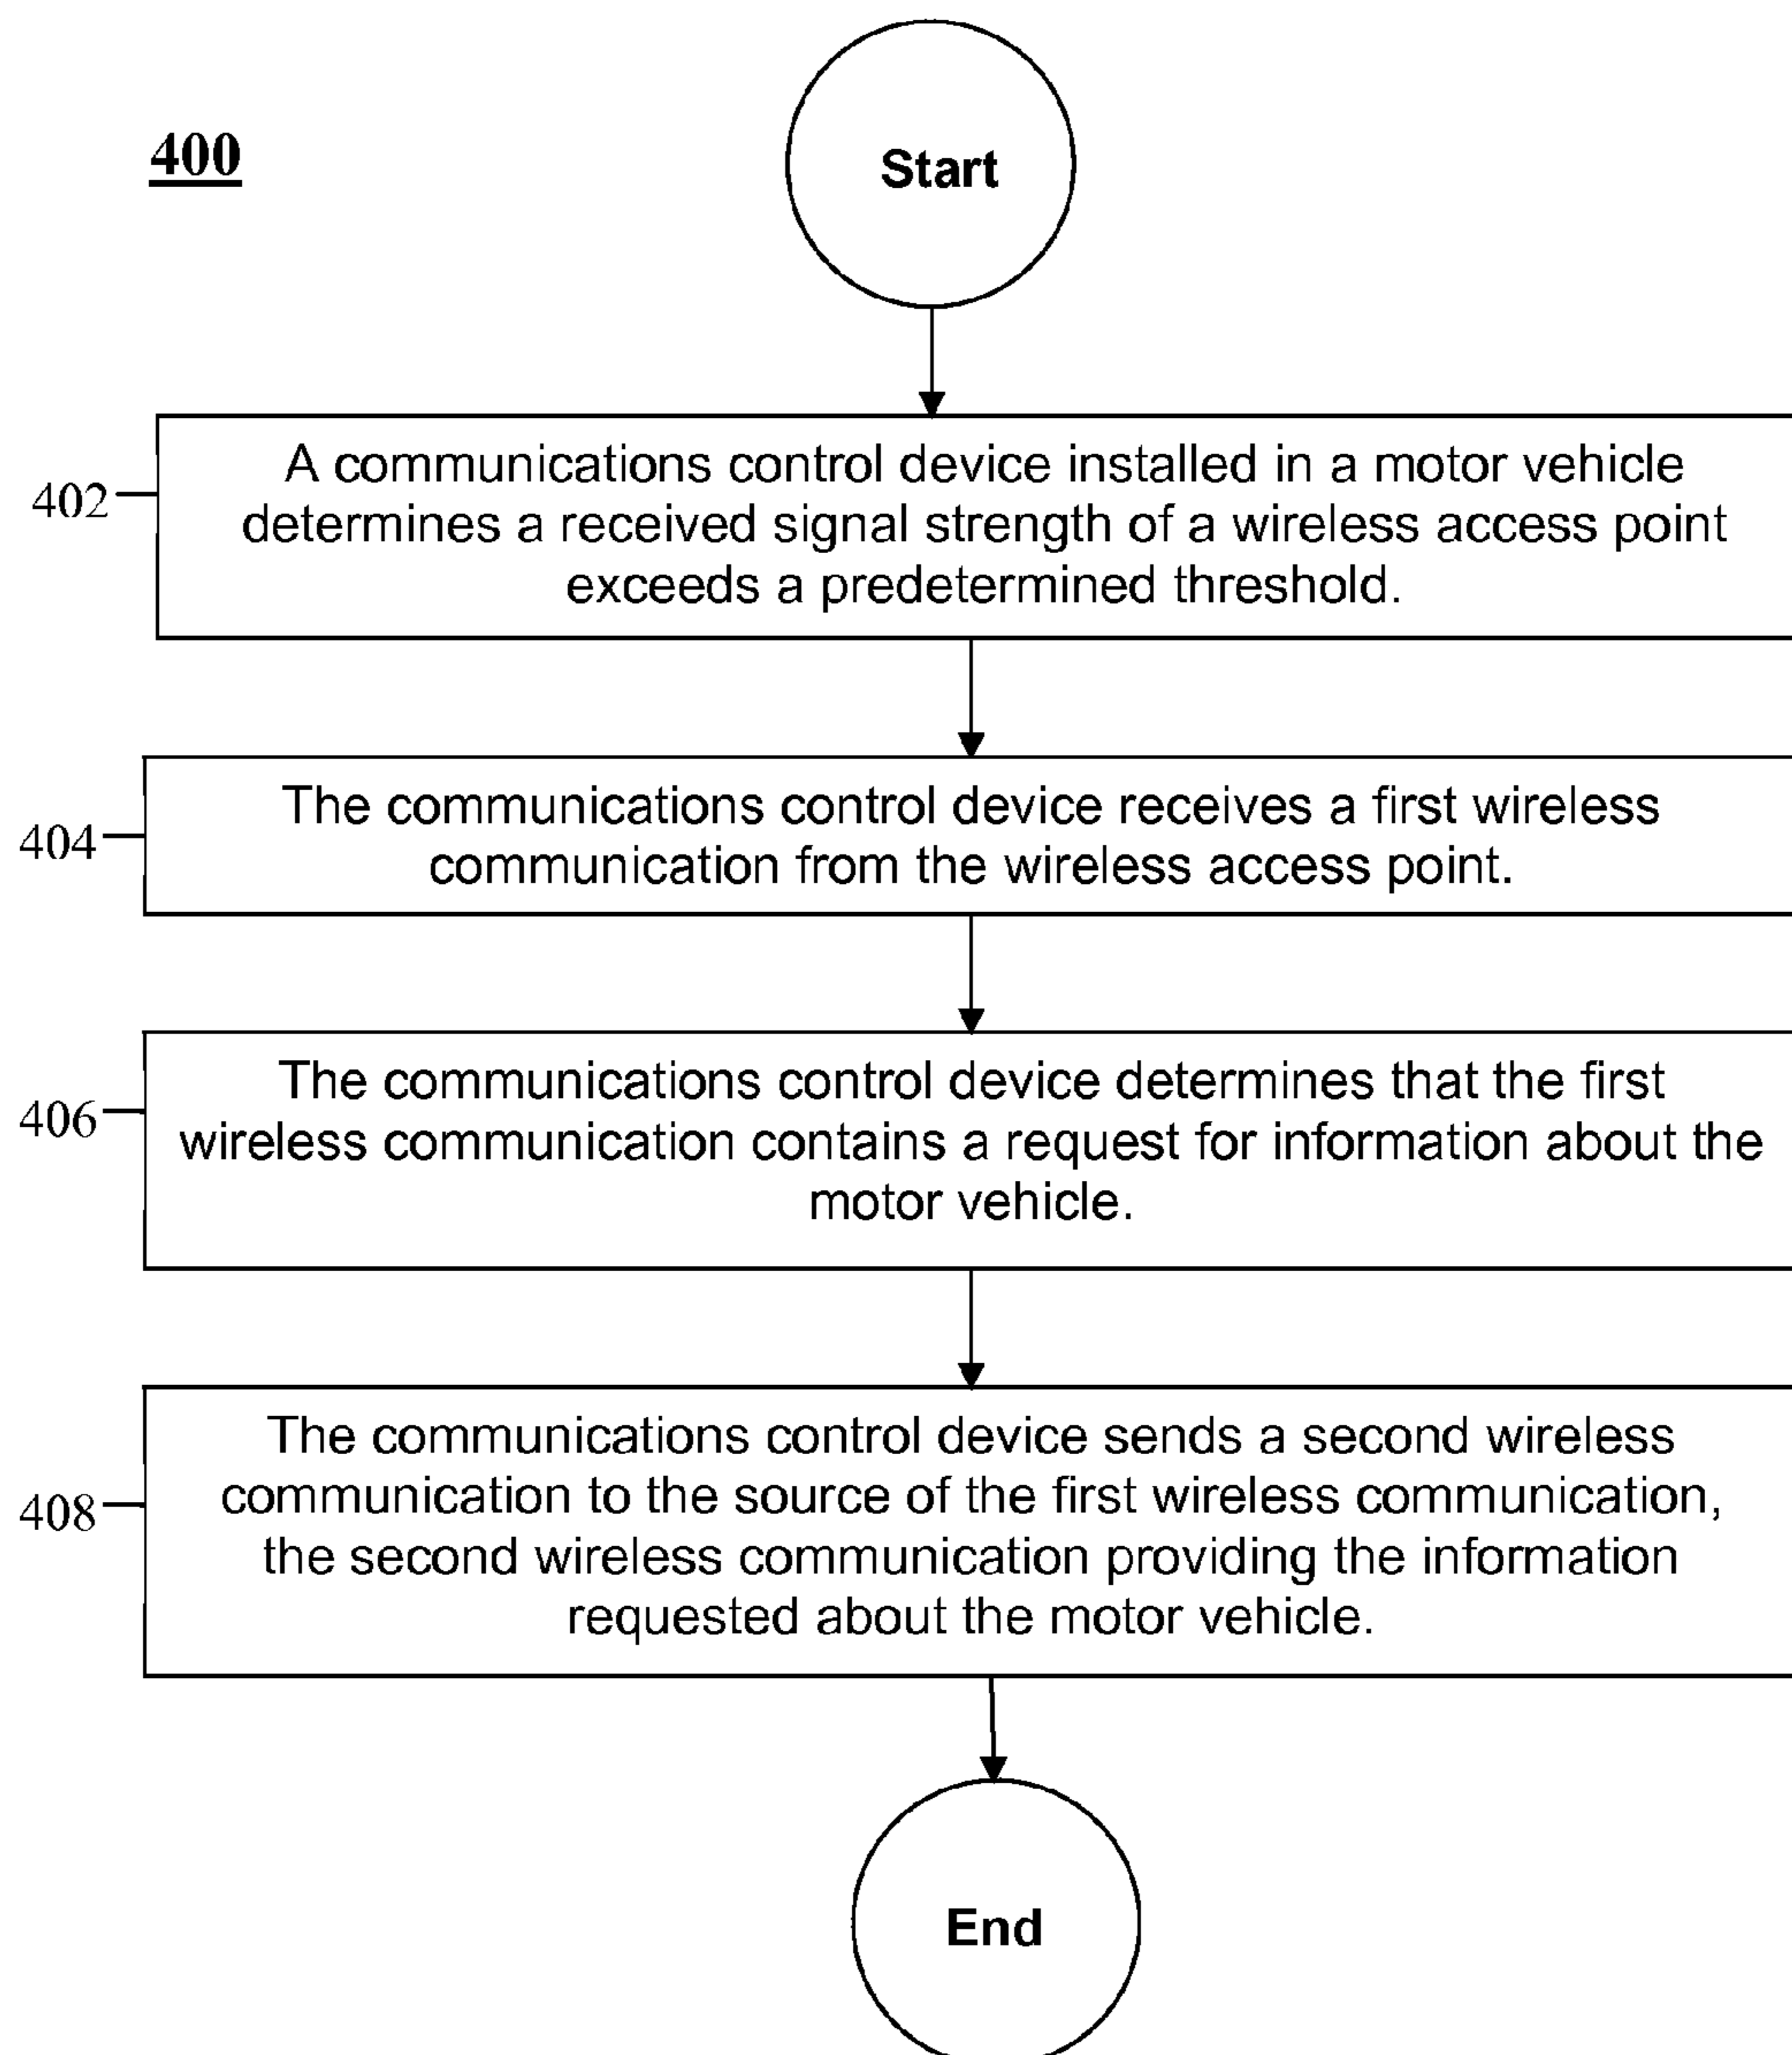 400
Start
402
A communications control device installed in a motor vehicle
determines a received signal strength of a wireless access point
exceeds a predetermined threshold.
404
The communications control device receives a first wireless
communication from the wireless access point.
406
The communications control device determines that the first
wireless communication contains a request for information about the
motor vehicle.
408
The communications control device sends a second wireless
communication to the source of the first wireless communication,
the second wireless communication providing the information
requested about the motor vehicle.
End